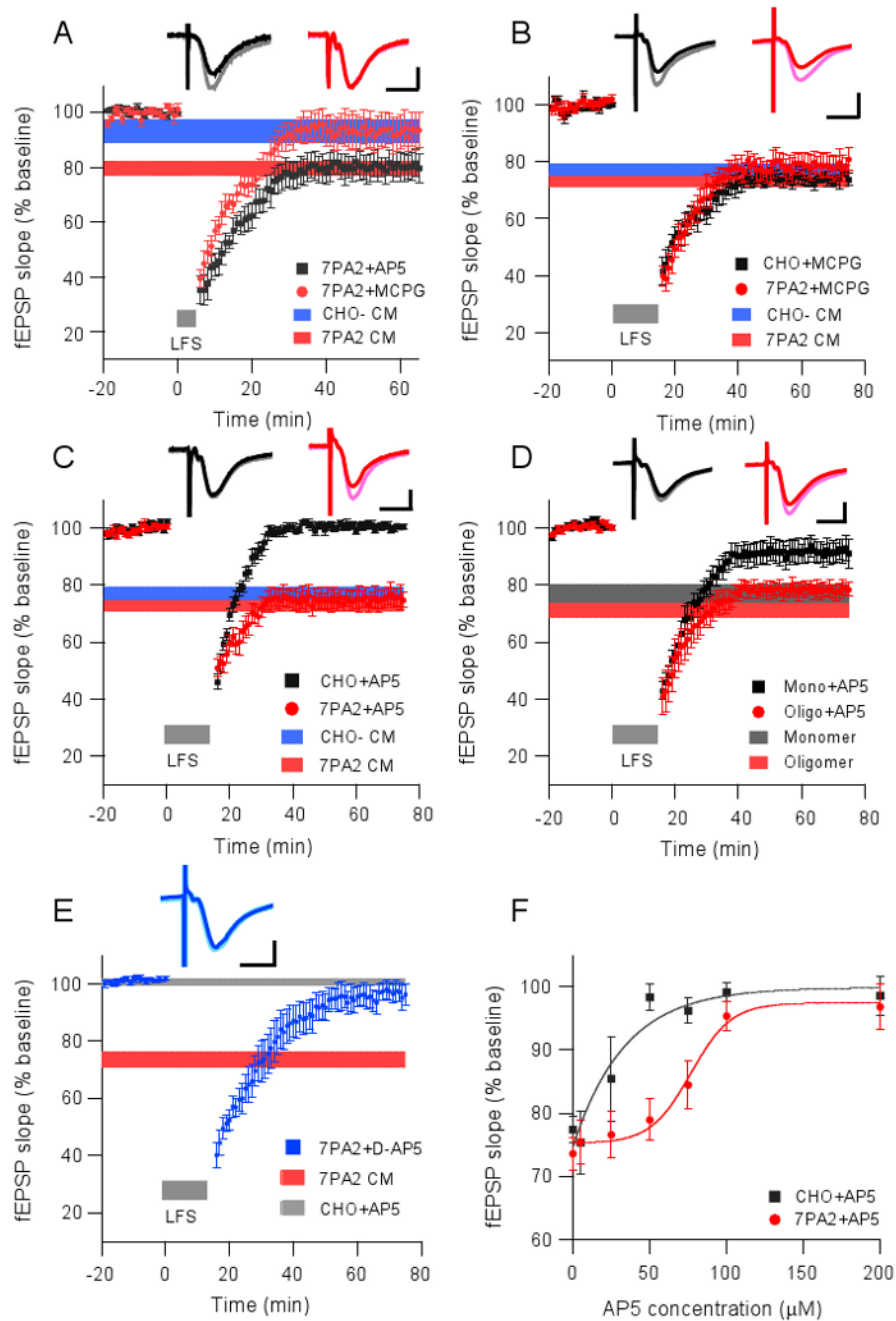 A
B
fEPSP slope (% baseline)
100
80
60
40
20
LFS
7PA2+AP5
7PA2+MCPG
CHO- CM
7PA2 CM
-20 0 20 40 60
Time (min)
fEPSP slope (% baseline)
100
80
60
40
20
LFS
CHO+MCPG
7PA2+MCPG
CHO- CM
7PA2 CM
-20 0 20 40 60 80
Time (min)
C
D
fEPSP slope (% baseline)
100
80
60
40
20
LFS
CHO+AP5
7PA2+AP5
CHO- CM
7PA2 CM
-20 0 20 40 60 80
Time (min)
fEPSP slope (% baseline)
100
80
60
40
20
LFS
Mono+AP5
Oligo+AP5
Monomer
Oligomer
-20 0 20 40 60 80
Time (min)
E
F
fEPSP slope (% baseline)
100
80
60
40
20
LFS
7PA2+D-AP5
7PA2 CM
CHO+AP5
-20 0 20 40 60 80
Time (min)
fEPSP slope (% baseline)
100
90
80
70
60
CHO+AP5
7PA2+AP5
0 50 100 150 200
AP5 concentration (μM)